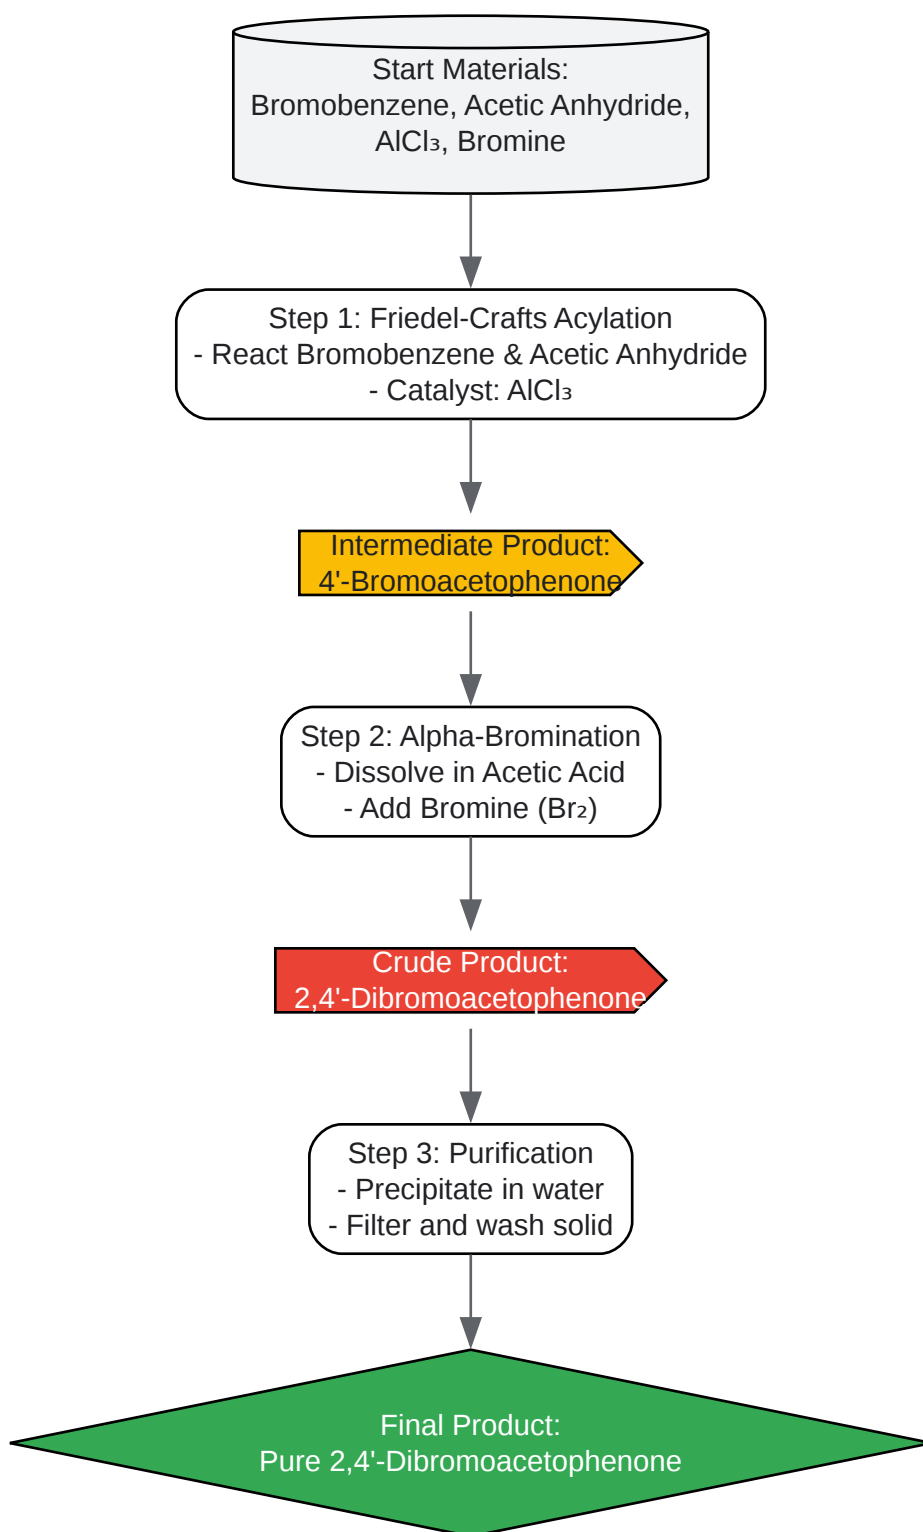 Start Materials:
Bromobenzene, Acetic Anhydride,
AlCl₃, Bromine
Step 1: Friedel-Crafts Acylation
- React Bromobenzene & Acetic Anhydride
- Catalyst: AlCl₃
Intermediate Product:
4'-Bromoacetophenone
Step 2: Alpha-Bromination
- Dissolve in Acetic Acid
- Add Bromine (Br₂)
Crude Product:
2,4'-Dibromoacetophenone
Step 3: Purification
- Precipitate in water
- Filter and wash solid
Final Product:
Pure 2,4'-Dibromoacetophenone